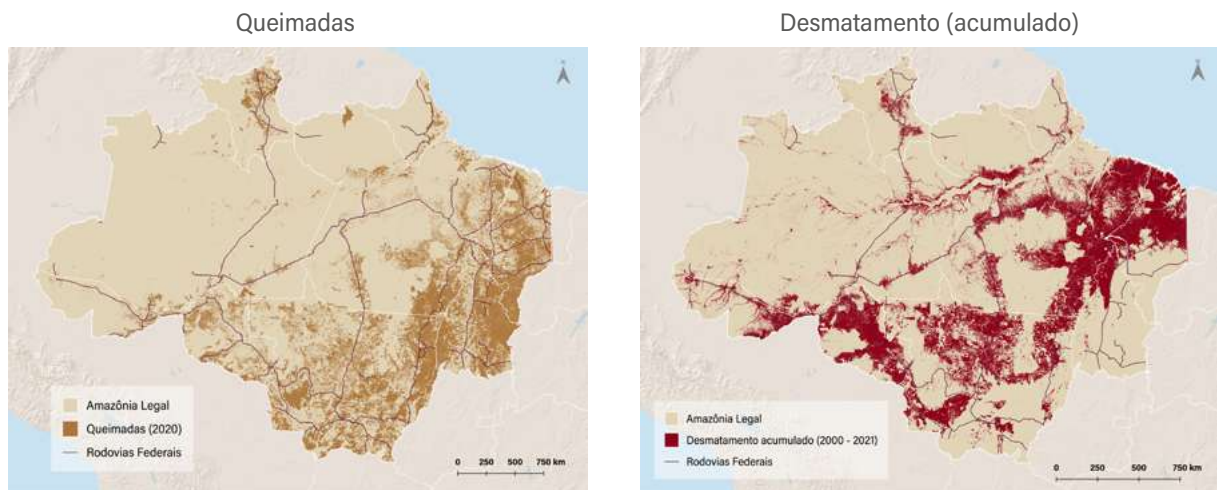 Queimadas
Amazônia Legal
Queimadas (2020)
Rodovias Federais
0 250 500 750 km
Desmatamento (acumulado)
Amazônia Legal
Desmatamento acumulado (2000 - 2021)
Rodovias Federais
0 250 500 750 km